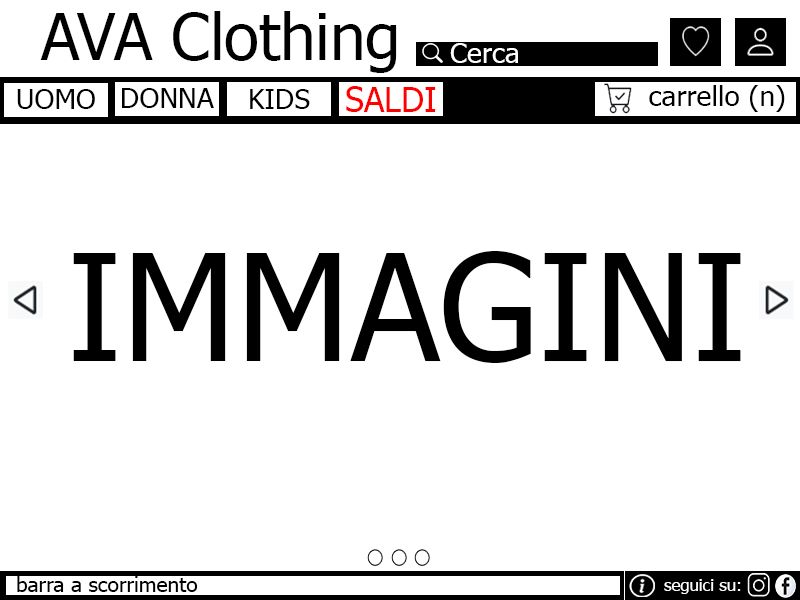 AVA Clothing
Cerca
UOMO
DONNA
KIDS
SALDI
carrello (n)
IMMAGINI
barra a scorrimento
seguici su: